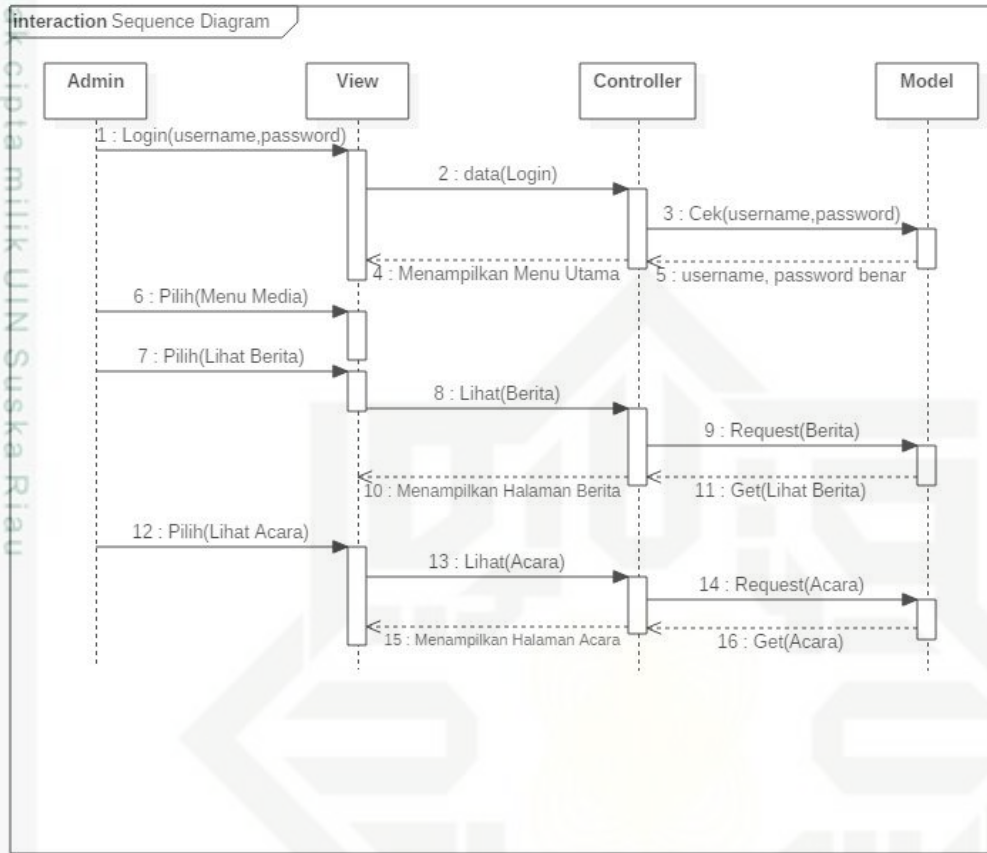 interaction Sequence Diagram
Admin
View
Controller
Model
1 : Login(username,password)
2 : data(Login)
3 : Cek(username,password)
4 : Menampilkan Menu Utama
5 : username, password benar
6 : Pilih(Menu Media)
7 : Pilih(Lihat Berita)
8 : Lihat(Berita)
9 : Request(Berita)
10 : Menampilkan Halaman Berita
11 : Get(Lihat Berita)
12 : Pilih(Lihat Acara)
13 : Lihat(Acara)
14 : Request(Acara)
15 : Menampilkan Halaman Acara
16 : Get(Acara)
ak cipta milik UIN Suska Riau